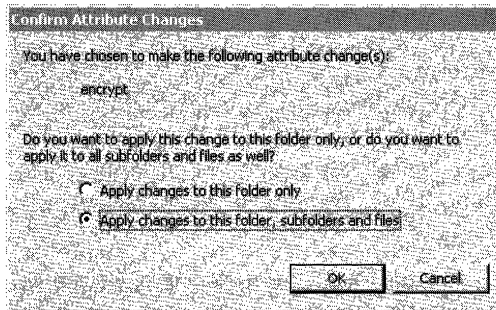 Confirm Attribute Changes
You have chosen to make the following attribute change(s):
encrypt
Do you want to apply this change to this folder only, or do you want to
apply it to all subfolders and files as well?
Apply changes to this folder only
Apply changes to this folder, subfolders and files
OK
Cancel